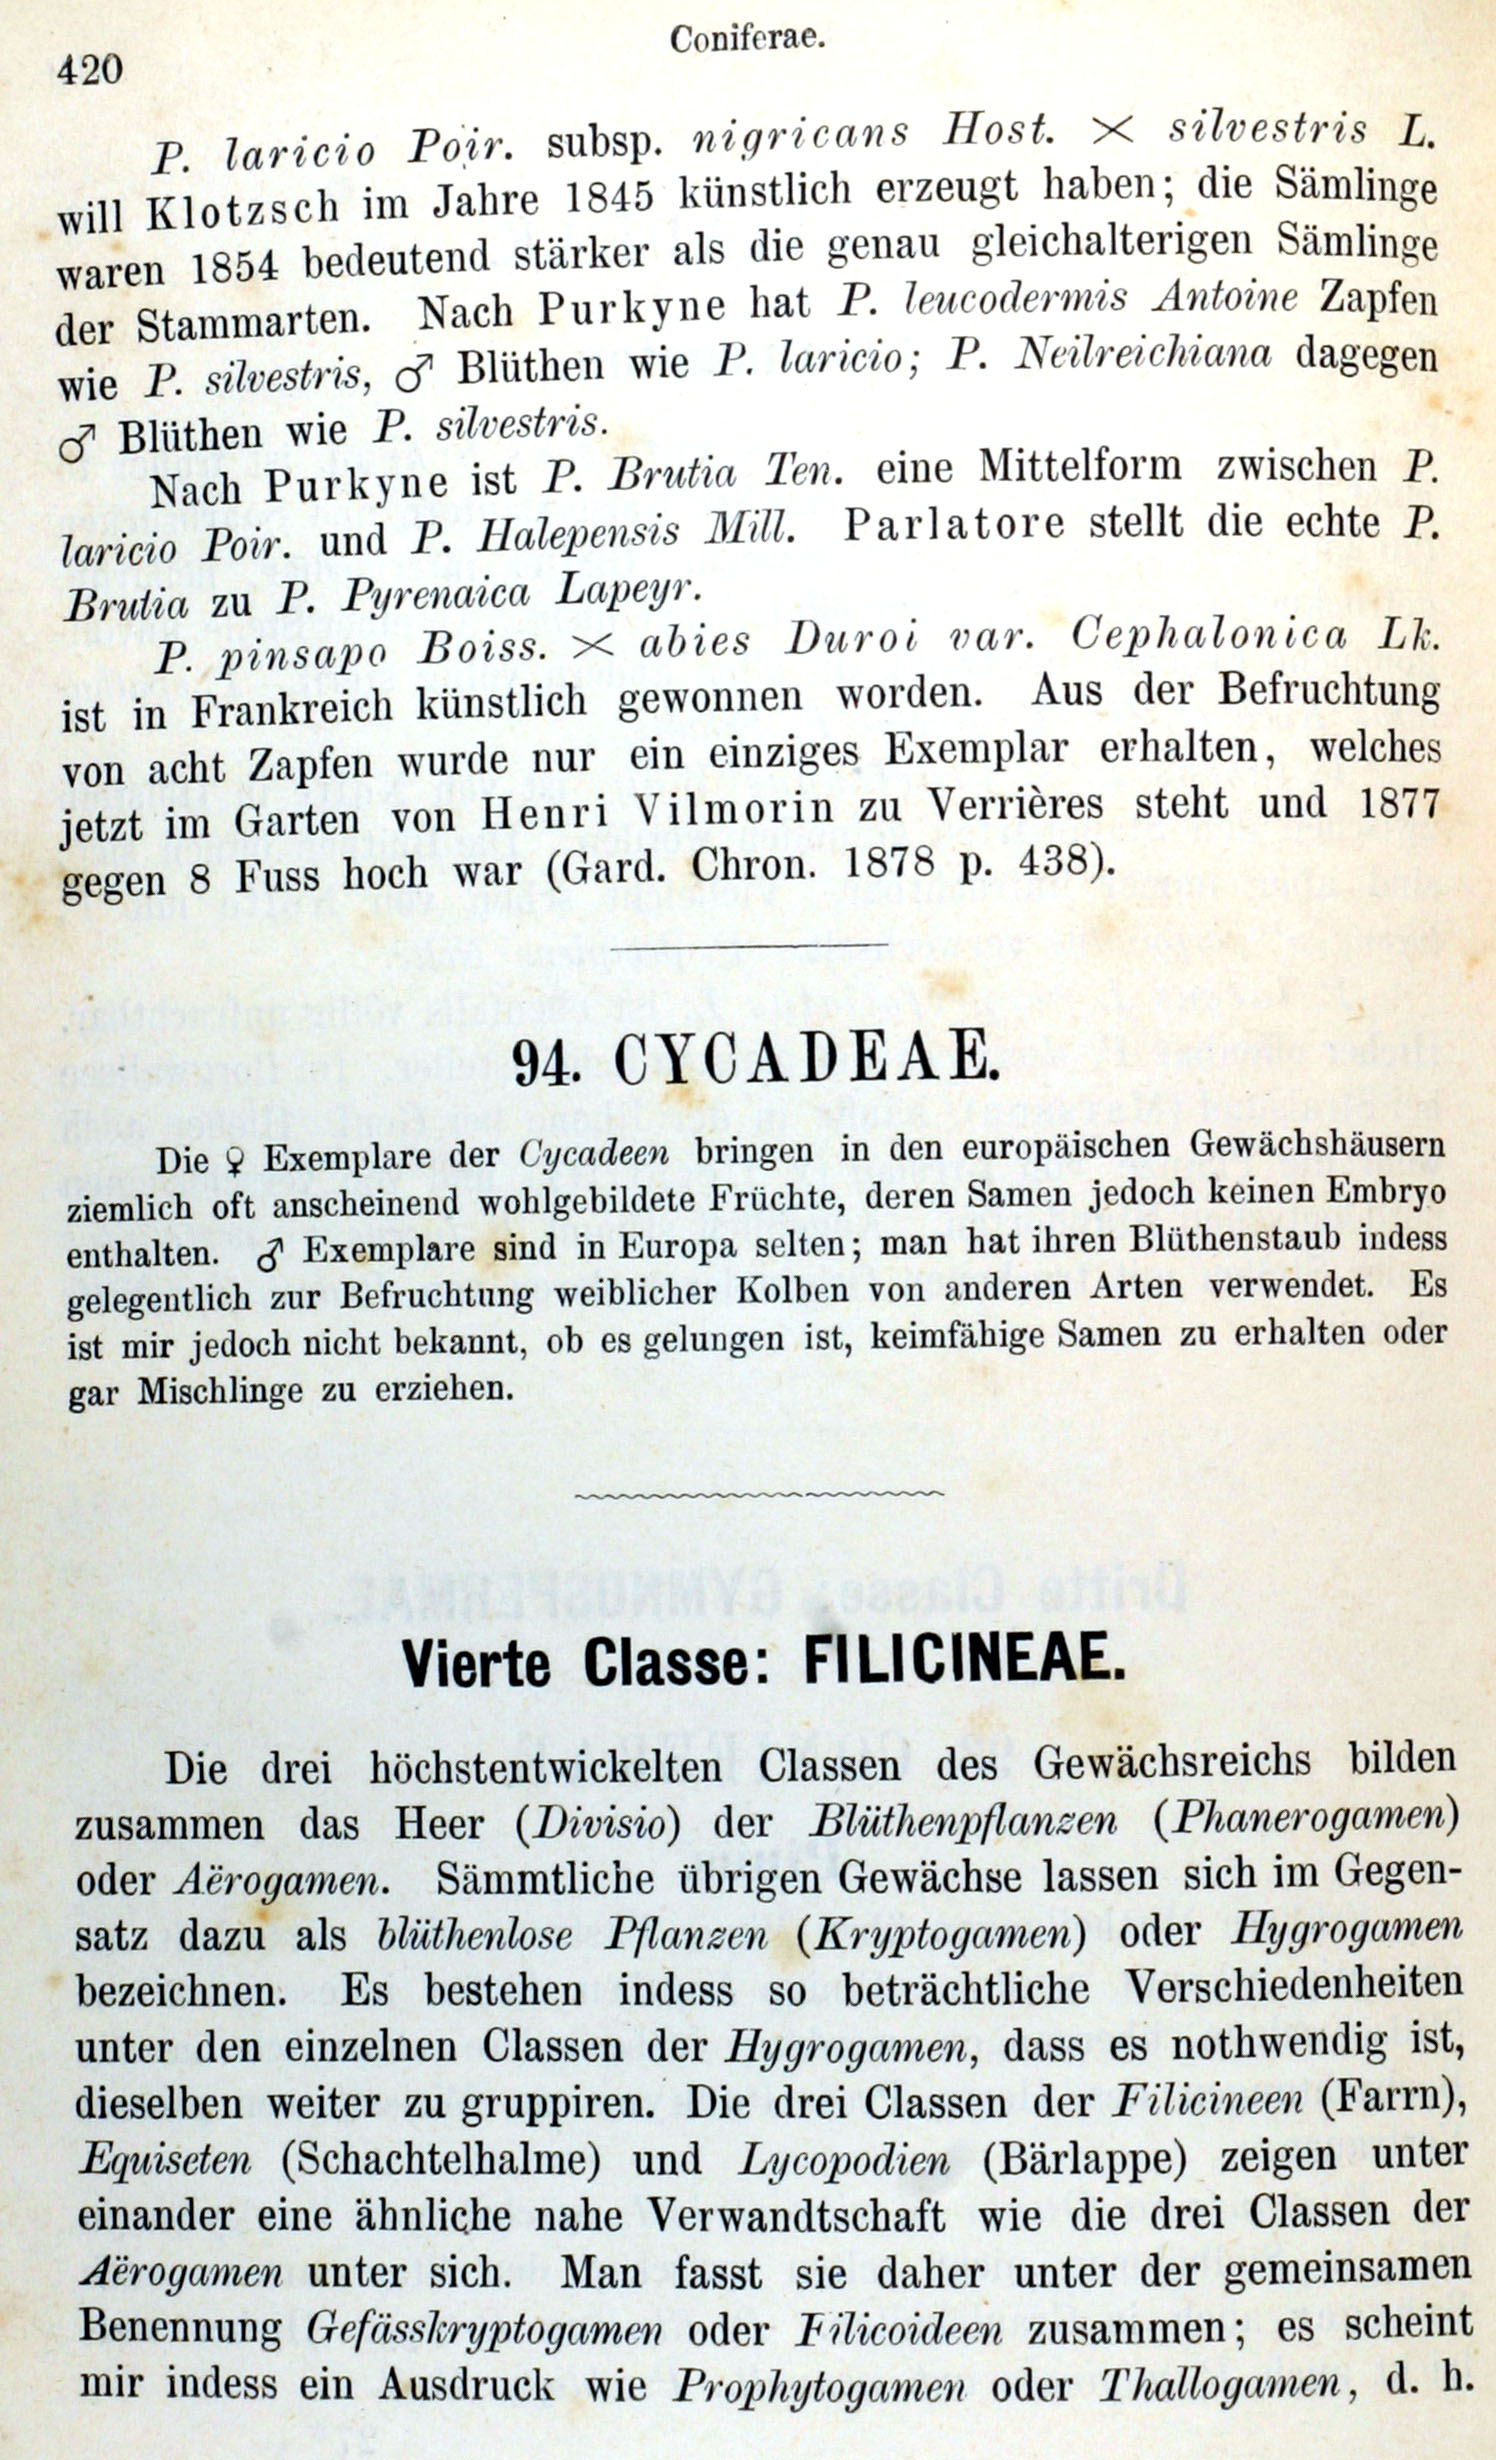 Coniferae.
420
P. laricio Poir. subsp. nigricans Host. × silvestris L.
will Klotzsch im Jahre 1845 künstlich erzeugt haben; die Sämlinge
waren 1854 bedeutend stärker als die genau gleichalterigen Sämlinge
der Stammarten. Nach Purkyne hat P. leucodermis Antoine Zapfen
wie P. silvestris, ♂ Blüthen wie P. laricio; P. Neilreichiana dagegen
♂ Blüthen wie P. silvestris.
Nach Purkyne ist P. Brutia Ten. eine Mittelform zwischen P.
laricio Poir. und P. Halepensis Mill. Parlatore stellt die echte P.
Brutia zu P. Pyrenaica Lapeyr.
P. pinsapo Boiss. × abies Duroi var. Cephalonica Lk.
ist in Frankreich künstlich gewonnen worden. Aus der Befruchtung
von acht Zapfen wurde nur ein einziges Exemplar erhalten, welches
jetzt im Garten von Henri Vilmorin zu Verrières steht und 1877
gegen 8 Fuss hoch war (Gard. Chron. 1878 p. 438).
94. CYCADEAE.
Die ♀ Exemplare der Cycadeen bringen in den europäischen Gewächshäusern
ziemlich oft anscheinend wohlgebildete Früchte, deren Samen jedoch keinen Embryo
enthalten. ♂ Exemplare sind in Europa selten; man hat ihren Blüthenstaub indess
gelegentlich zur Befruchtung weiblicher Kolben von anderen Arten verwendet. Es
ist mir jedoch nicht bekannt, ob es gelungen ist, keimfähige Samen zu erhalten oder
gar Mischlinge zu erziehen.
Vierte Classe: FILICINEAE.
Die drei höchstentwickelten Classen des Gewächsreichs bilden
zusammen das Heer (Divisio) der Blüthenpflanzen (Phanerogamen)
oder Aërogamen. Sämmtliche übrigen Gewächse lassen sich im Gegen-
satz dazu als blüthenlose Pflanzen (Kryptogamen) oder Hygrogamen
bezeichnen. Es bestehen indess so beträchtliche Verschiedenheiten
unter den einzelnen Classen der Hygrogamen, dass es nothwendig ist,
dieselben weiter zu gruppiren. Die drei Classen der Filicineen (Farrn),
Equiseten (Schachtelhalme) und Lycopodien (Bärlappe) zeigen unter
einander eine ähnliche nahe Verwandtschaft wie die drei Classen der
Aërogamen unter sich. Man fasst sie daher unter der gemeinsamen
Benennung Gefässkryptogamen oder Filicoideen zusammen; es scheint
mir indess ein Ausdruck wie Prophytogamen oder Thallogamen, d. h.